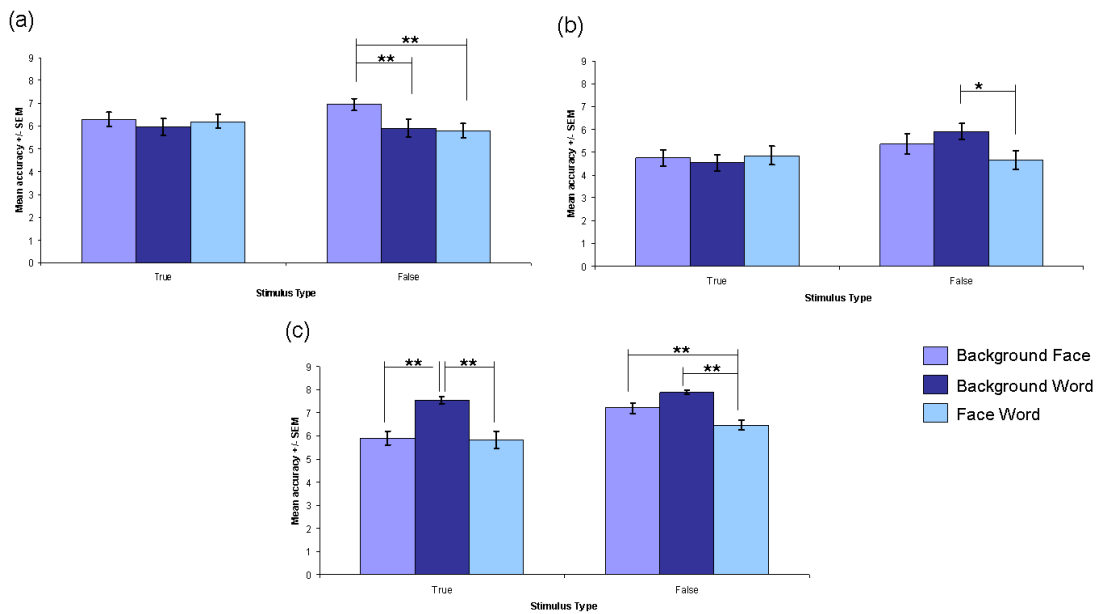 (a)
**
**
Mean accuracy +/- SEM
9
8
7
6
5
4
3
2
1
0
True
False
Stimulus Type
(b)
*
Mean accuracy +/- SEM
9
8
7
6
5
4
3
2
1
0
True
False
Stimulus Type
(c)
**
**
**
**
Mean accuracy +/- SEM
9
8
7
6
5
4
3
2
1
0
True
False
Stimulus Type
Background Face
Background Word
Face Word